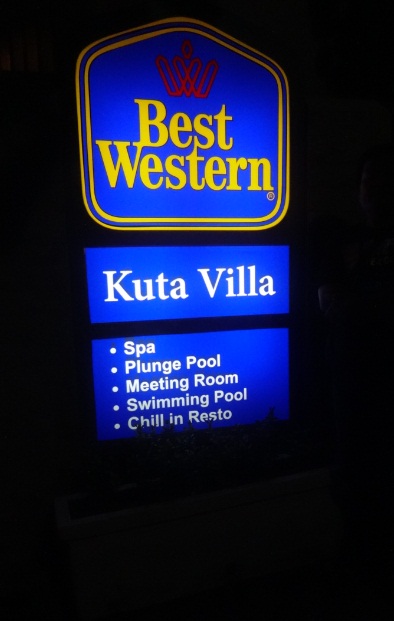 Best
Western®
Kuta Villa
• Spa
• Plunge Pool
• Meeting Room
• Swimming Pool
• Chill in Resto